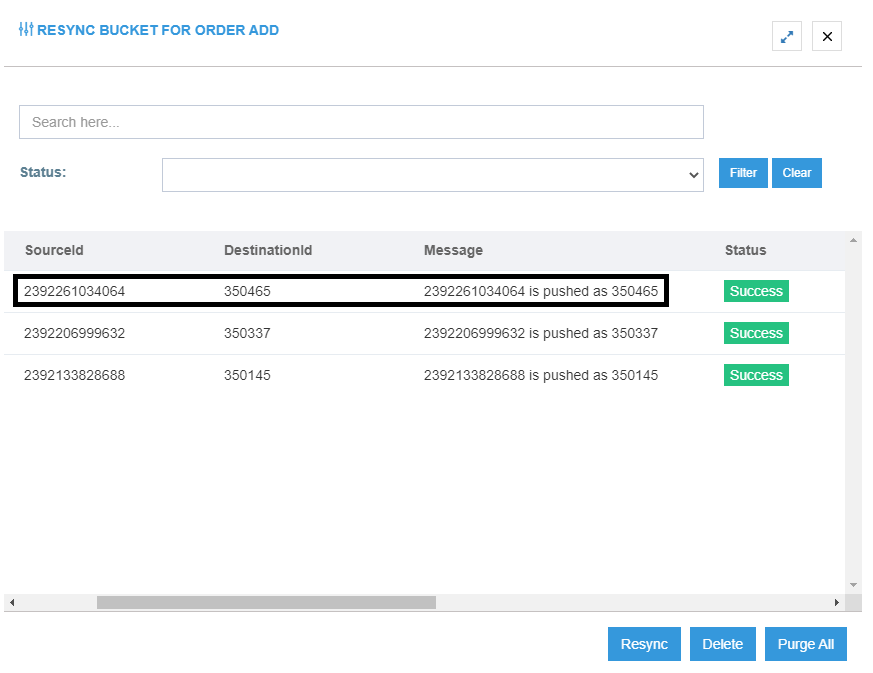 RESYNC BUCKET FOR ORDER ADD
Search here...
Status:
Filter Clear
SourceId DestinationId Message Status
2392261034064 350465 2392261034064 is pushed as 350465 Success
2392206999632 350337 2392206999632 is pushed as 350337 Success
2392133828688 350145 2392133828688 is pushed as 350145 Success
Resync Delete Purge All